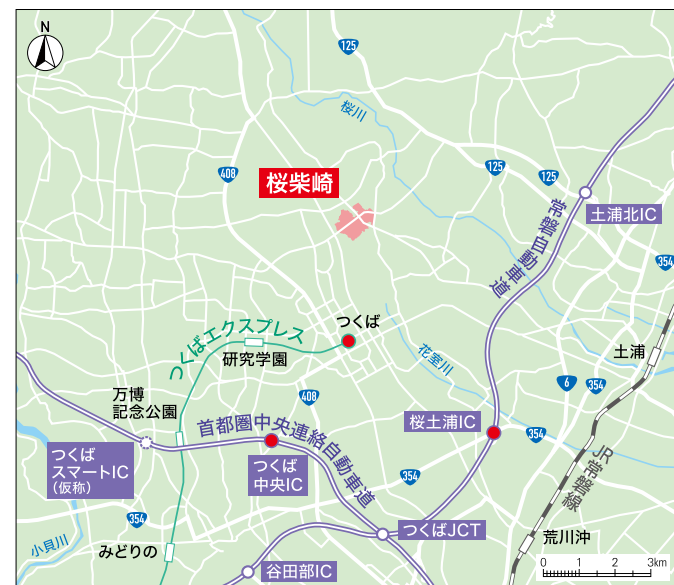 N
125
桜川
408
125
125
桜柴崎
土浦北IC
常磐自動車道
354
つくば
つくばエクスプレス
研究学園
花室川
土浦
408
6
354
万博
記念公園
首都圏中央連絡自動車道
桜土浦IC
354
つくば
スマートIC
（仮称）
つくば
中央IC
354
JR常磐線
354
つくばJCT
小貝川
みどりの
荒川沖
谷田部IC
0 1 2 3km